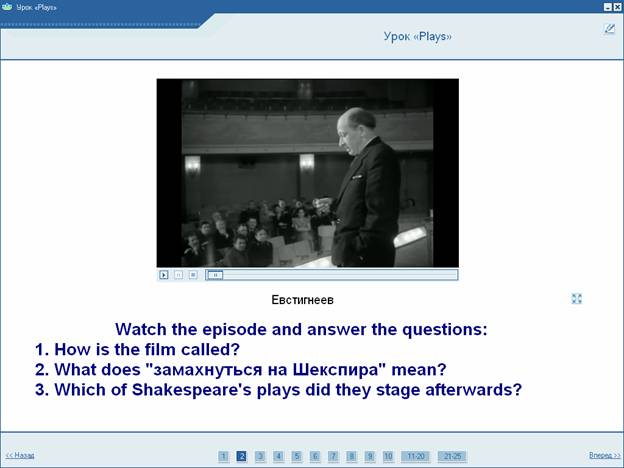 Урок «Plays»
Урок «Plays»
Евстигнеев
Watch the episode and answer the questions:
1. How is the film called?
2. What does "замахнуться на Шекспира" mean?
3. Which of Shakespeare's plays did they stage afterwards?
<< Назад
1 2 3 4 5 6 7 8 9 10 11-20 21-25
Вперед >>